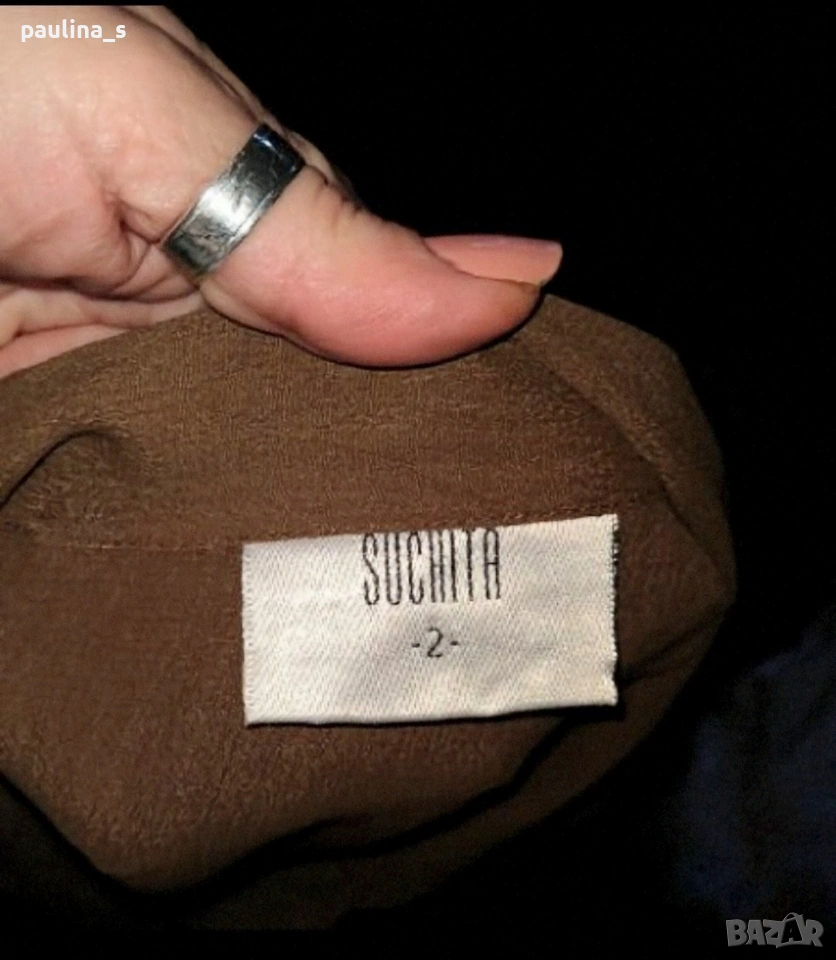 paulina_s
SUCHITA
-2-
BAZAR